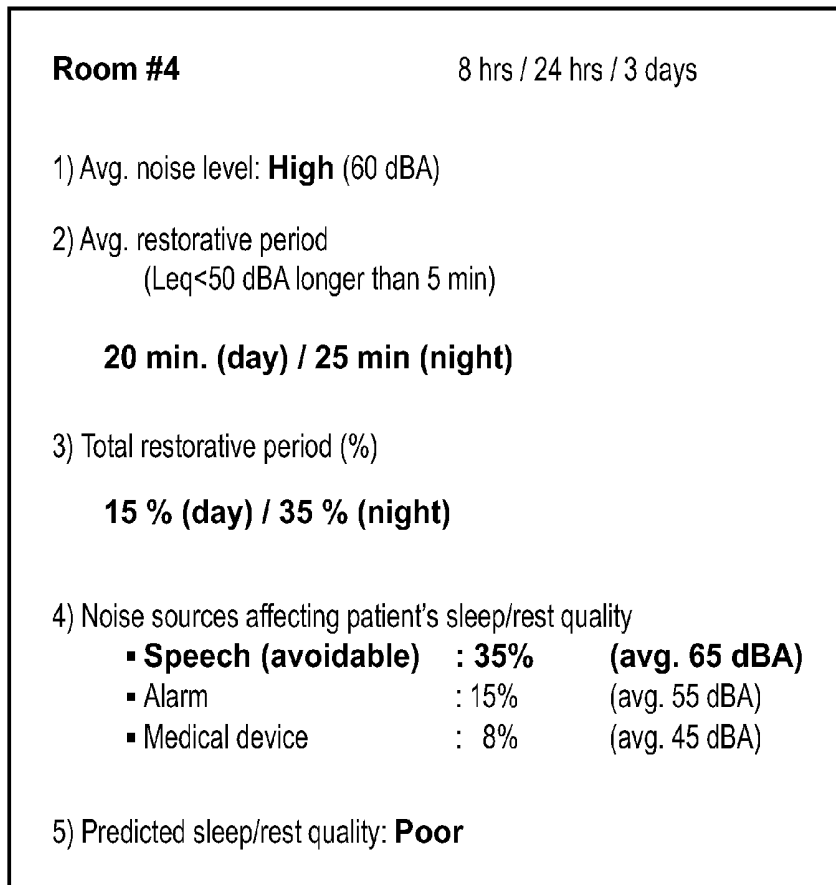 Room #4 8 hrs / 24 hrs / 3 days
1) Avg. noise level: High (60 dBA)
2) Avg. restorative period
(Leq<50 dBA longer than 5 min)
20 min. (day) / 25 min (night)
3) Total restorative period (%)
15 % (day) / 35 % (night)
4) Noise sources affecting patient's sleep/rest quality
▪ Speech (avoidable) : 35% (avg. 65 dBA)
▪ Alarm : 15% (avg. 55 dBA)
▪ Medical device : 8% (avg. 45 dBA)
5) Predicted sleep/rest quality: Poor